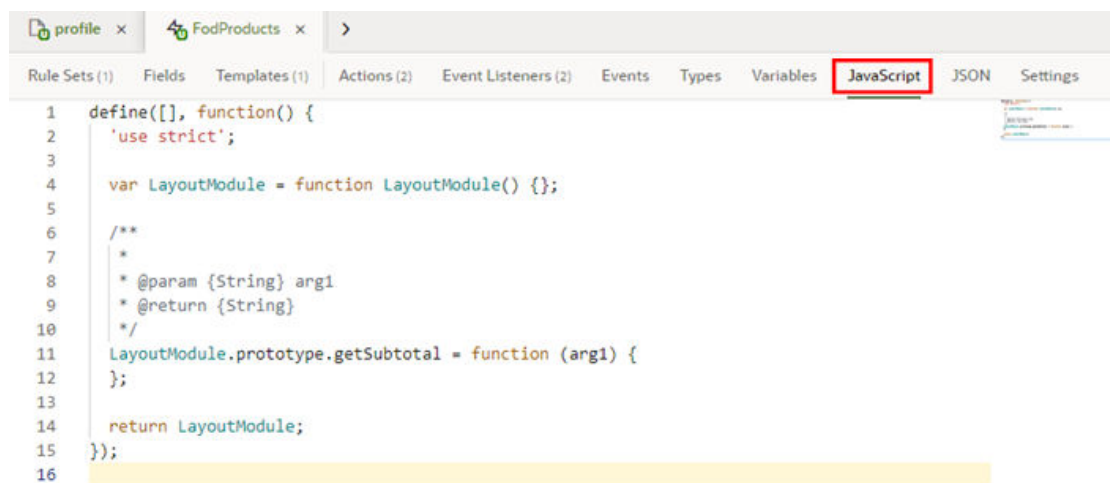 profile × FodProducts ×
Rule Sets (1) Fields Templates (1) Actions (2) Event Listeners (2) Events Types Variables JavaScript JSON Settings
1 define([], function() {
2 'use strict';
3
4 var LayoutModule = function LayoutModule() {};
5
6 /**
7 *
8 * @param {String} arg1
9 * @return {String}
10 */
11 LayoutModule.prototype.getSubtotal = function (arg1) {
12 };
13
14 return LayoutModule;
15 });
16